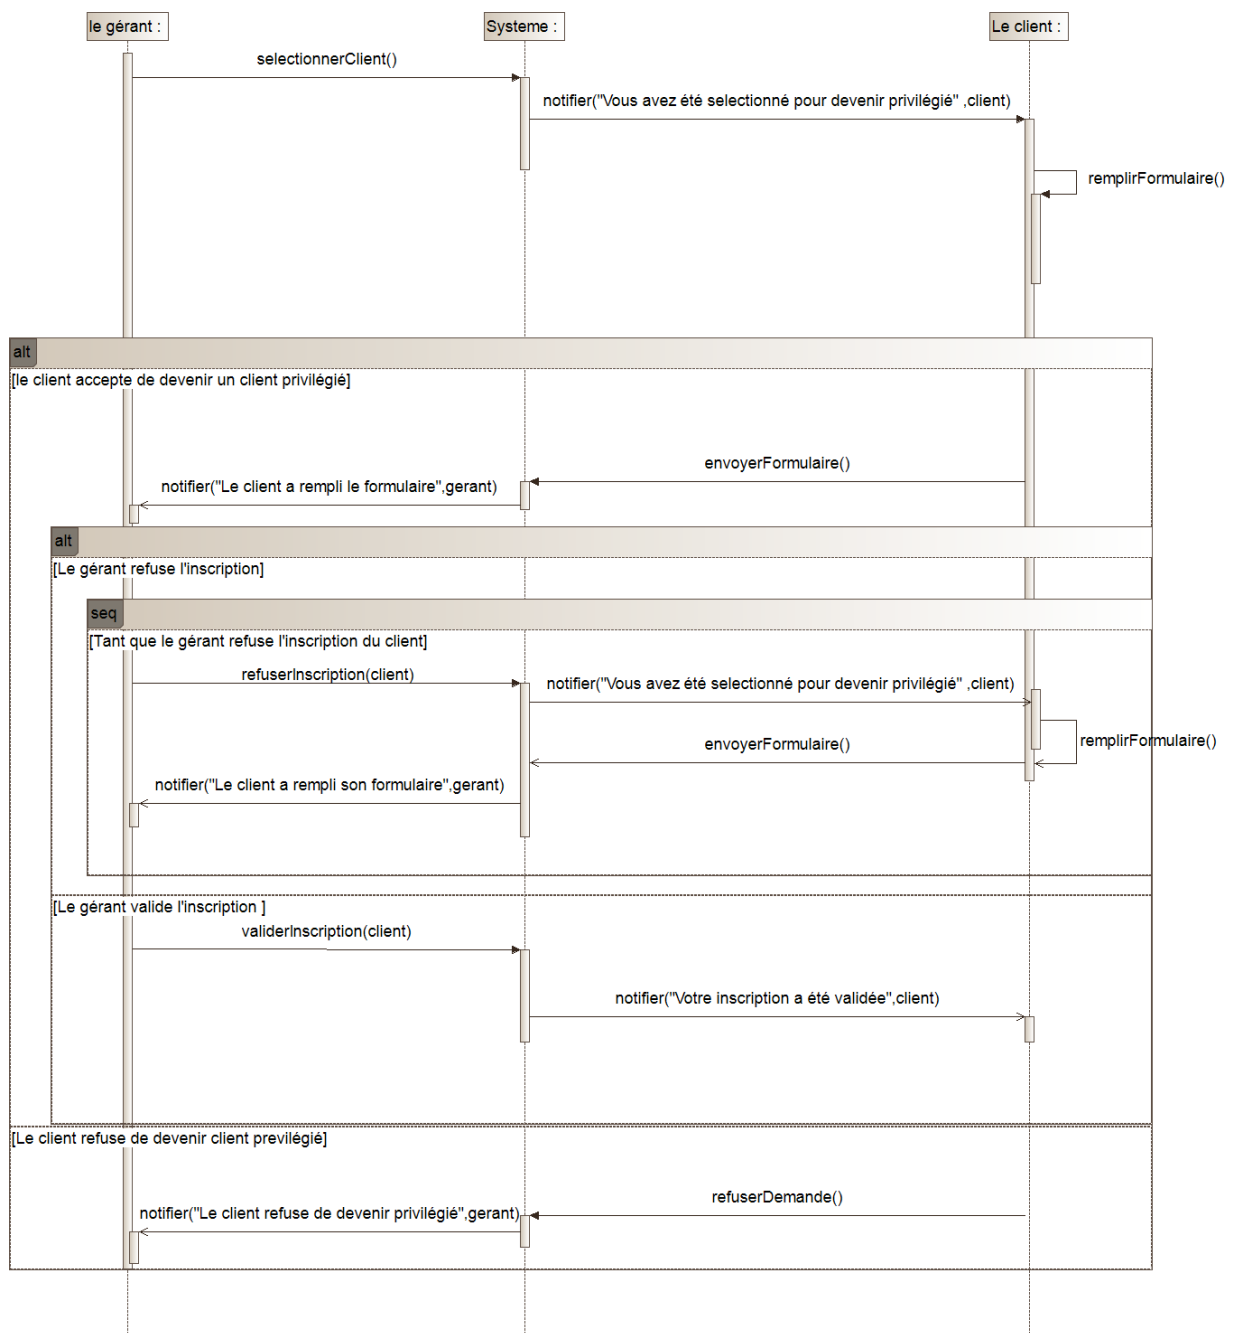 le gérant :
Systeme :
Le client :
selectionnerClient()
notifier("Vous avez été selectionné pour devenir privilégié" ,client)
remplirFormulaire()
alt
[le client accepte de devenir un client privilégié]
envoyerFormulaire()
notifier("Le client a rempli le formulaire",gerant)
alt
[Le gérant refuse l'inscription]
seq
[Tant que le gérant refuse l'inscription du client]
refuserInscription(client)
notifier("Vous avez été selectionné pour devenir privilégié" ,client)
remplirFormulaire()
envoyerFormulaire()
notifier("Le client a rempli son formulaire",gerant)
[Le gérant valide l'inscription ]
validerInscription(client)
notifier("Votre inscription a été validée",client)
[Le client refuse de devenir client previlégié]
refuserDemande()
notifier("Le client refuse de devenir privilégié",gerant)